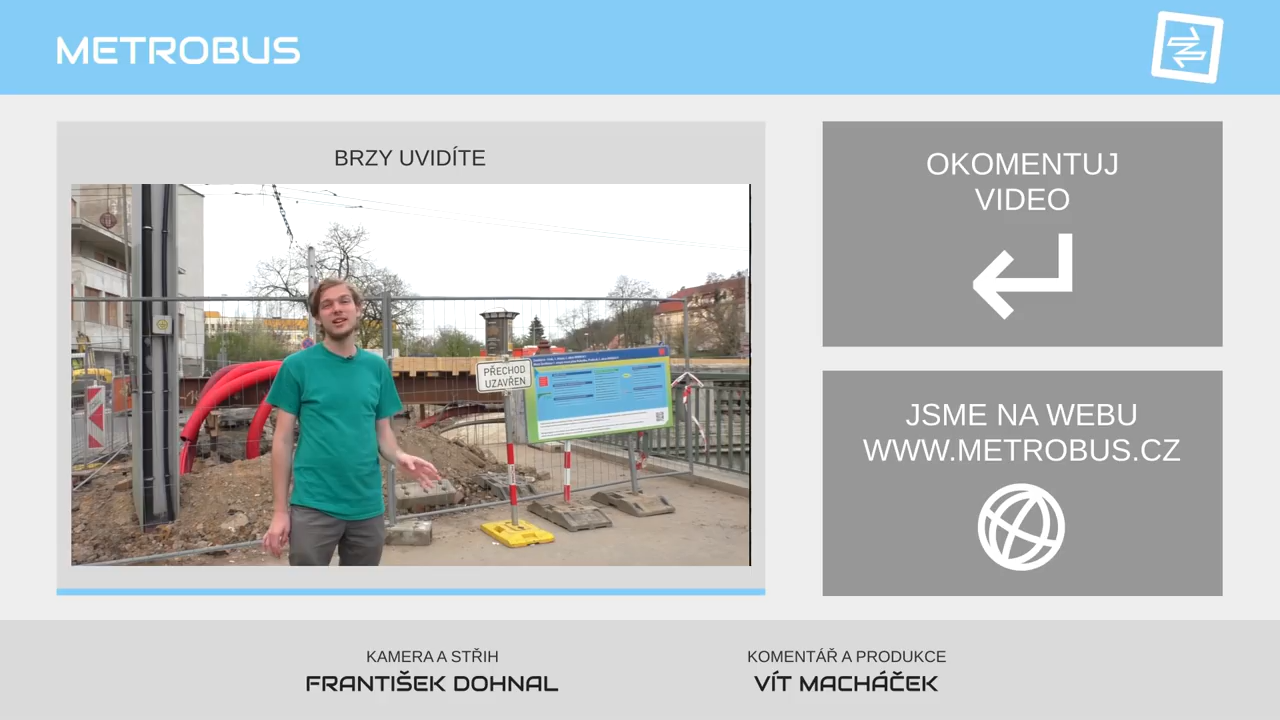 METROBUS
BRZY UVIDÍTE
PŘECHOD
UZAVŘEN
OKOMENTUJ
VIDEO
JSME NA WEBU
WWW.METROBUS.CZ
KAMERA A STŘIH
FRANTIŠEK DOHNAL
KOMENTÁŘ A PRODUKCE
VÍT MACHÁČEK